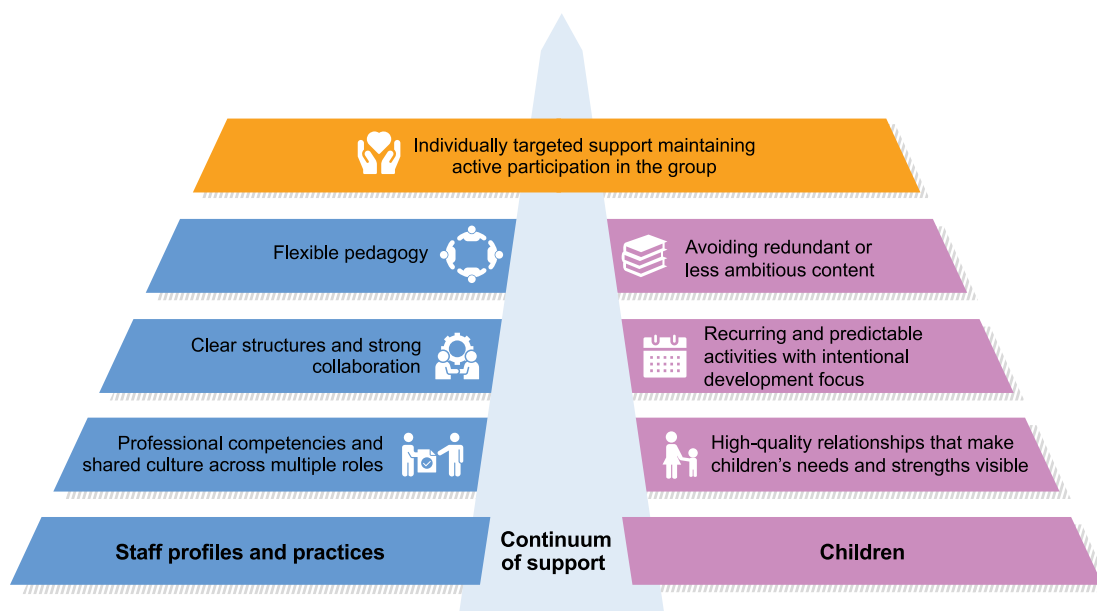 Individually targeted support maintaining
active participation in the group
Flexible pedagogy
Avoiding redundant or
less ambitious content
Clear structures and strong
collaboration
Recurring and predictable
activities with intentional
development focus
Professional competencies and
shared culture across multiple roles
High-quality relationships that make
children’s needs and strengths visible
Staff profiles and practices
Continuum
of support
Children